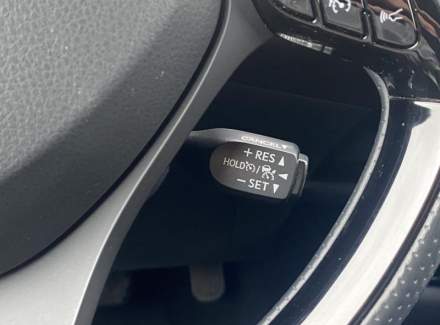 CANCEL▼
+ RES ▲
HOLD / ◄
− SET ▼